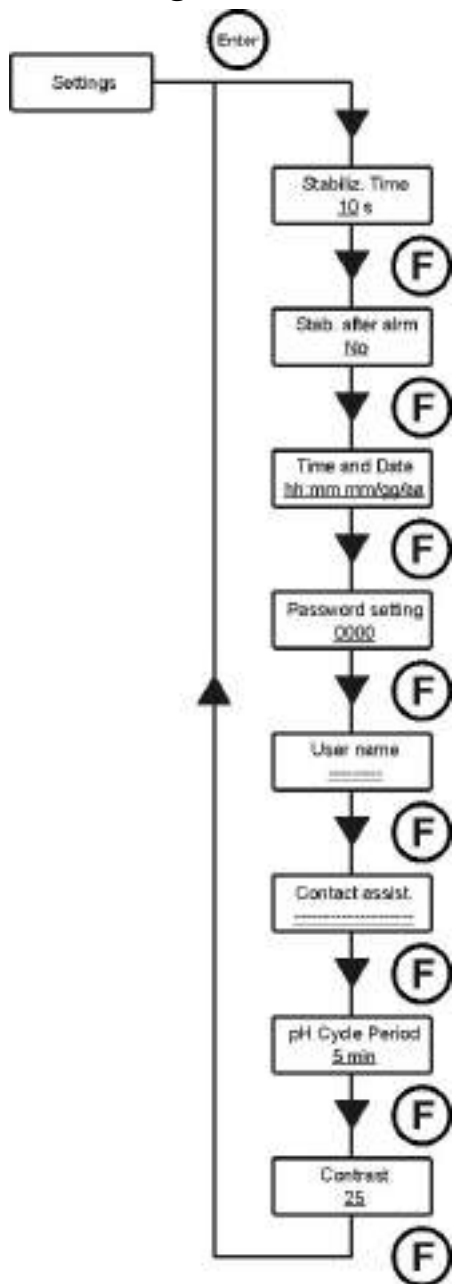 Enter
Settings
Stabiliz. Time
10 s
F
Stab. after alrm
No
F
Time and Date
hh:mm mm/gg/aa
F
Password setting
0000
F
User name
--------
F
Contact assist.
--------------------
F
pH Cycle Period
5 min
F
Contrast
25
F